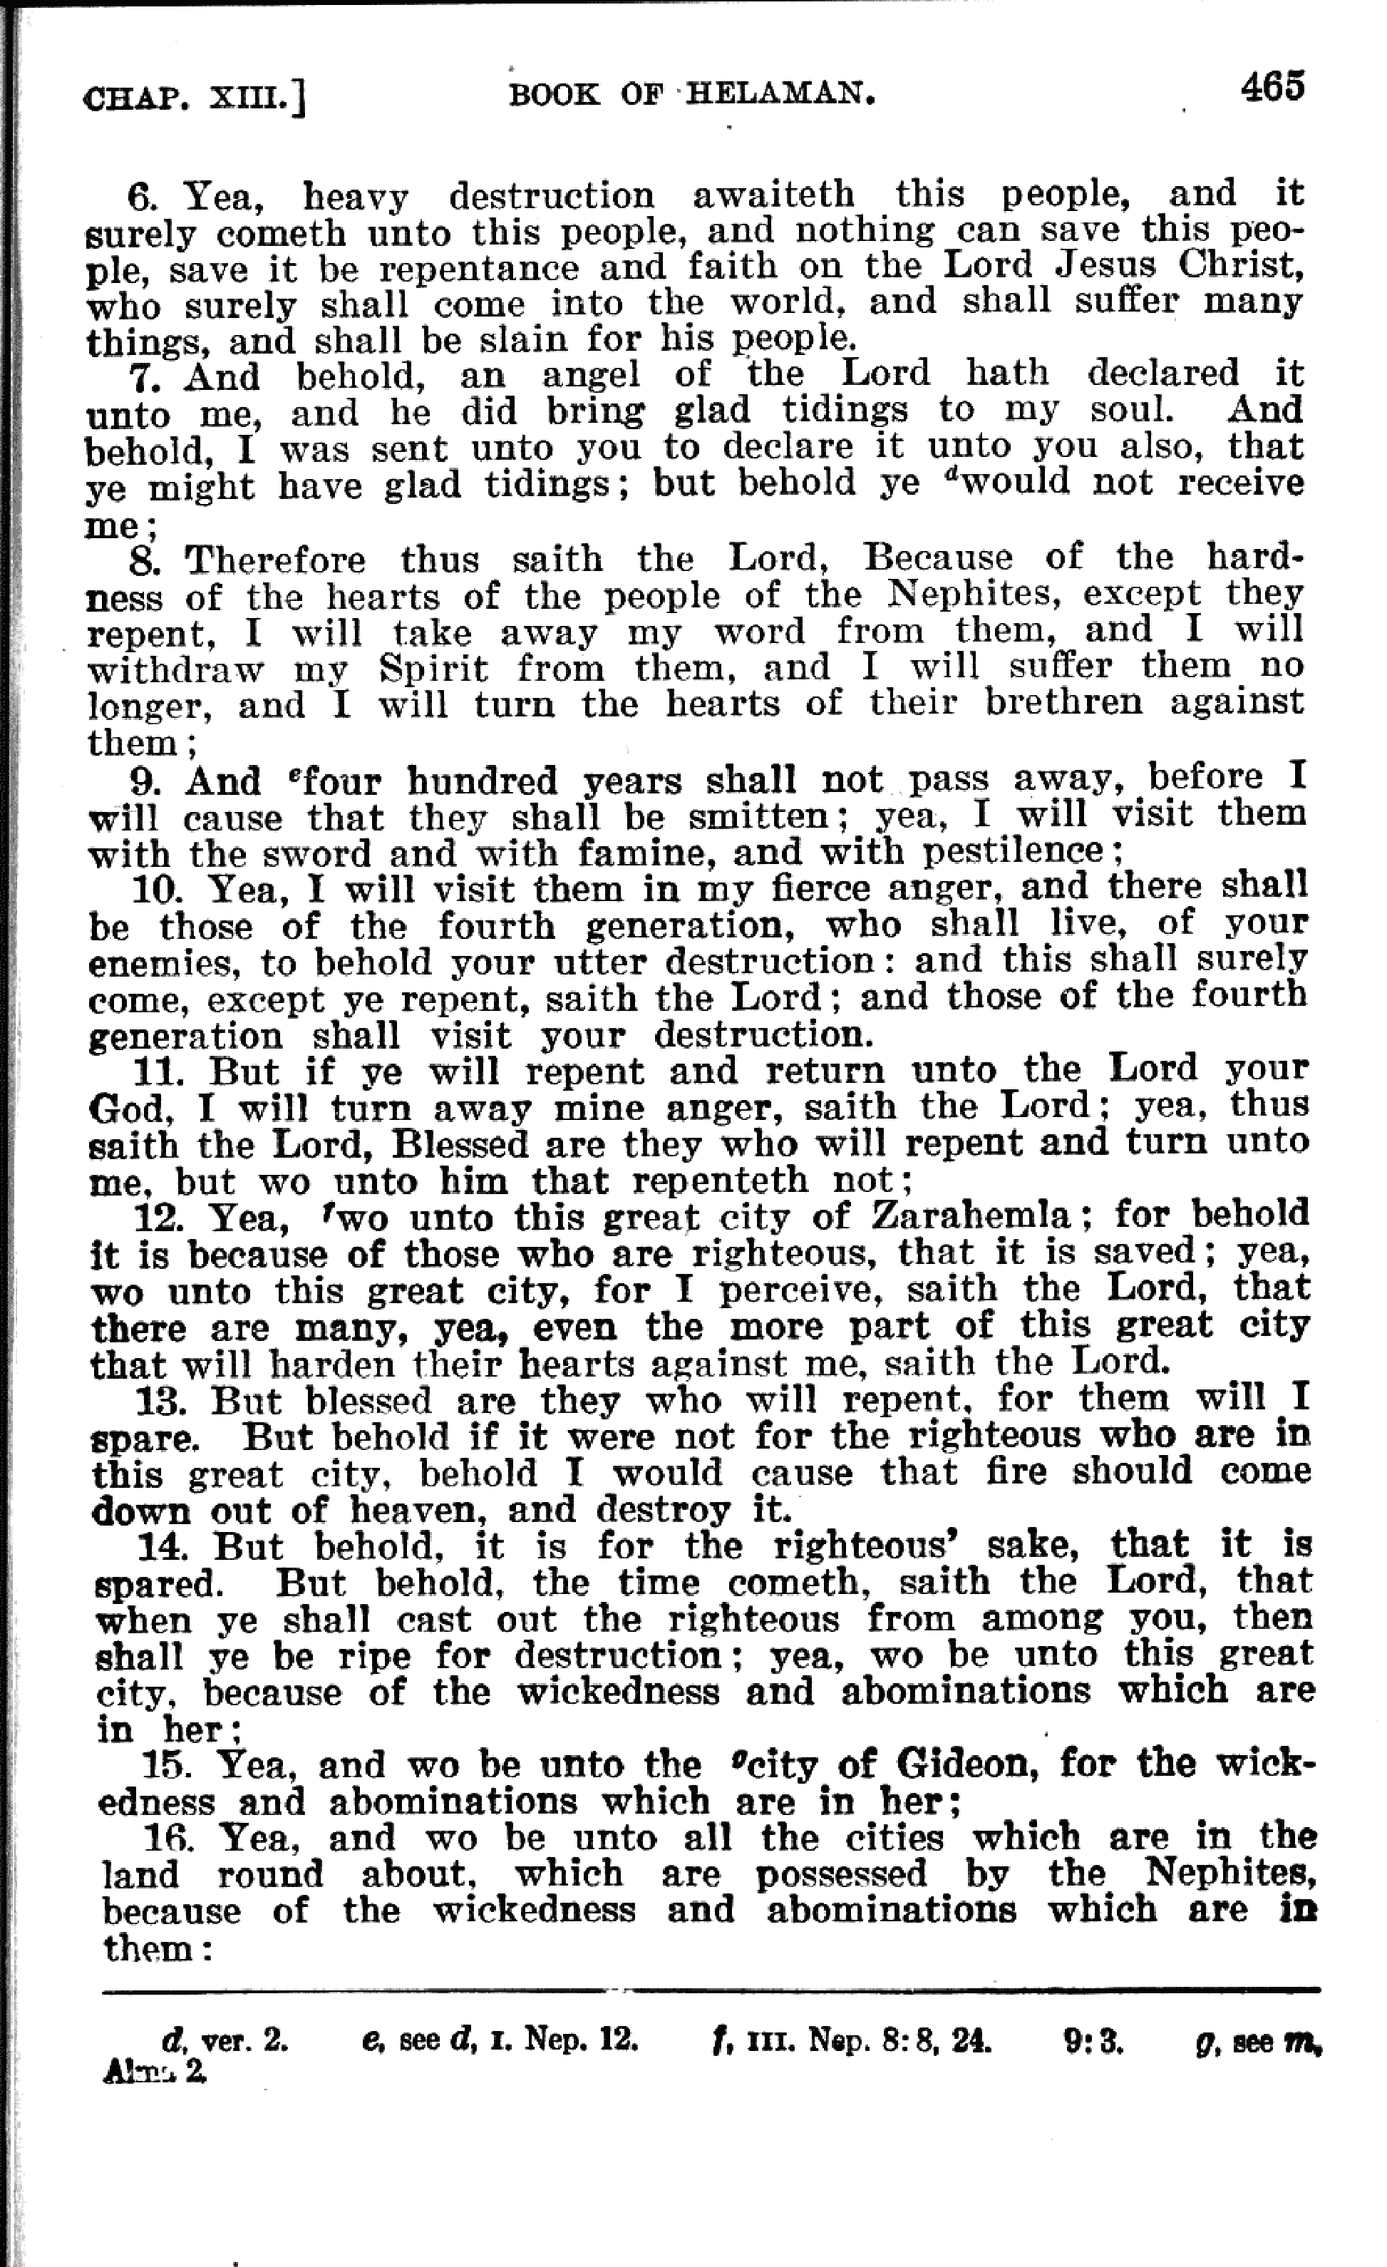 CHAP. XIII.] BOOK OF HELAMAN. 465
6. Yea, heavy destruction awaiteth this people, and it
surely cometh unto this people, and nothing can save this peo-
ple, save it be repentance and faith on the Lord Jesus Christ,
who surely shall come into the world, and shall suffer many
things, and shall be slain for his people.
7. And behold, an angel of the Lord hath declared it
unto me, and he did bring glad tidings to my soul. And
behold, I was sent unto you to declare it unto you also, that
ye might have glad tidings; but behold ye dwould not receive
me;
8. Therefore thus saith the Lord, Because of the hard-
ness of the hearts of the people of the Nephites, except they
repent, I will take away my word from them, and I will
withdraw my Spirit from them, and I will suffer them no
longer, and I will turn the hearts of their brethren against
them;
9. And efour hundred years shall not pass away, before I
will cause that they shall be smitten; yea, I will visit them
with the sword and with famine, and with pestilence;
10. Yea, I will visit them in my fierce anger, and there shall
be those of the fourth generation, who shall live, of your
enemies, to behold your utter destruction: and this shall surely
come, except ye repent, saith the Lord; and those of the fourth
generation shall visit your destruction.
11. But if ye will repent and return unto the Lord your
God, I will turn away mine anger, saith the Lord; yea, thus
saith the Lord, Blessed are they who will repent and turn unto
me, but wo unto him that repenteth not;
12. Yea, fwo unto this great city of Zarahemla; for behold
it is because of those who are righteous, that it is saved; yea,
wo unto this great city, for I perceive, saith the Lord, that
there are many, yea, even the more part of this great city
that will harden their hearts against me, saith the Lord.
13. But blessed are they who will repent, for them will I
spare. But behold if it were not for the righteous who are in
this great city, behold I would cause that fire should come
down out of heaven, and destroy it.
14. But behold, it is for the righteous' sake, that it is
spared. But behold, the time cometh, saith the Lord, that
when ye shall cast out the righteous from among you, then
shall ye be ripe for destruction; yea, wo be unto this great
city, because of the wickedness and abominations which are
in her;
15. Yea, and wo be unto the gcity of Gideon, for the wick-
edness and abominations which are in her;
16. Yea, and wo be unto all the cities which are in the
land round about, which are possessed by the Nephites,
because of the wickedness and abominations which are in
them:
d, ver. 2. e, see d, I. Nep. 12. f, III. Nep. 8:8, 24. 9:3. g, see m,
Alma 2.